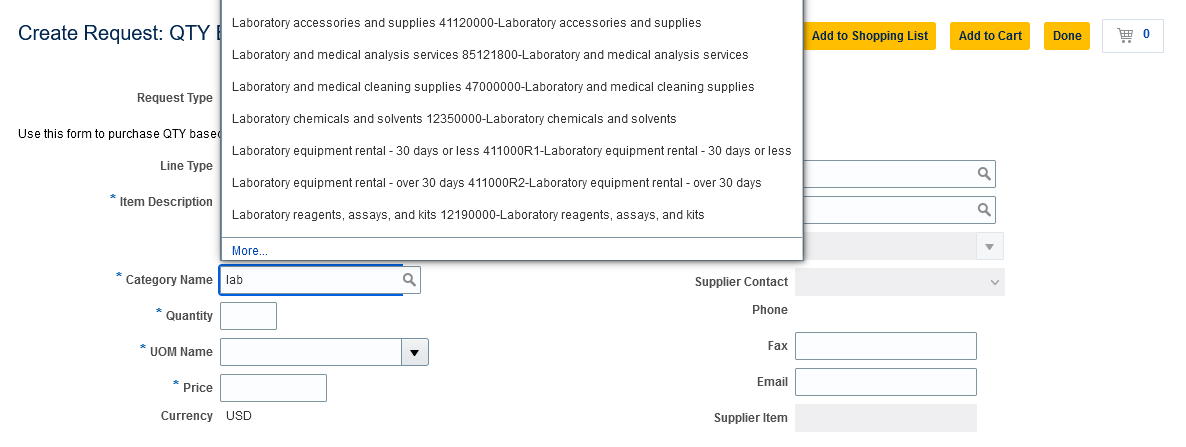 Create Request: QTY
Laboratory accessories and supplies 41120000-Laboratory accessories and supplies
Add to Shopping List
Add to Cart
Done
0
Laboratory and medical analysis services 85121800-Laboratory and medical analysis services
Laboratory and medical cleaning supplies 47000000-Laboratory and medical cleaning supplies
Request Type
Laboratory chemicals and solvents 12350000-Laboratory chemicals and solvents
Use this form to purchase QTY based
Laboratory equipment rental - 30 days or less 411000R1-Laboratory equipment rental - 30 days or less
Line Type
Laboratory equipment rental - over 30 days 411000R2-Laboratory equipment rental - over 30 days
* Item Description
Laboratory reagents, assays, and kits 12190000-Laboratory reagents, assays, and kits
More...
* Category Name
lab
Supplier Contact
* Quantity
Phone
* UOM Name
Fax
* Price
Email
Currency
USD
Supplier Item